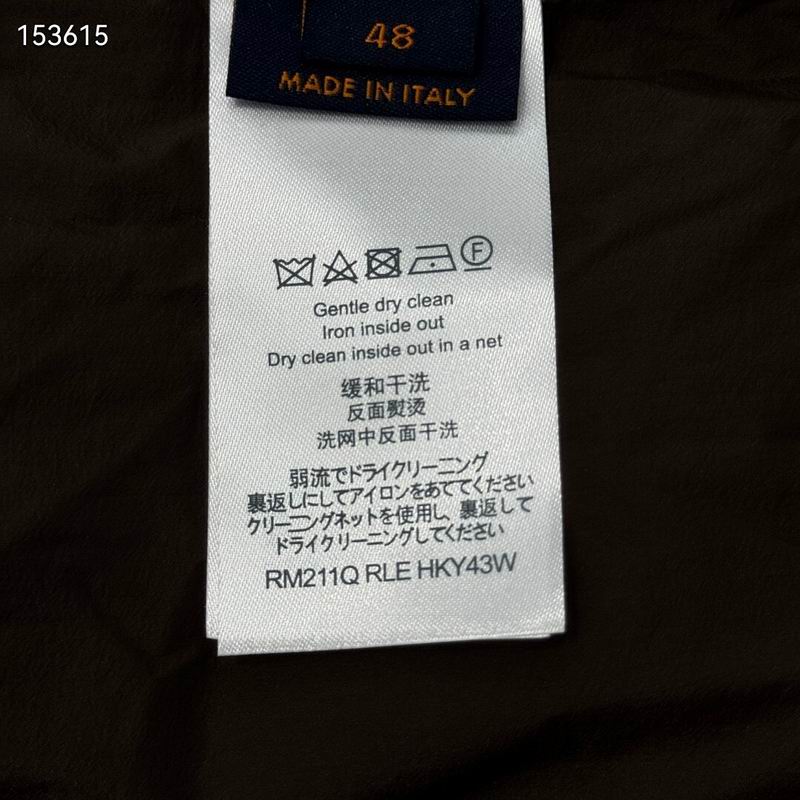 153615
48
MADE IN ITALY
F
Gentle dry clean
Iron inside out
Dry clean inside out in a net
缓和干洗
反面熨烫
洗网中反面干洗
弱流でドライクリーニング
裏返しにしてアイロンをあててください
クリーニングネットを使用し、裏返して
ドライクリーニングしてください
RM211Q RLE HKY43W